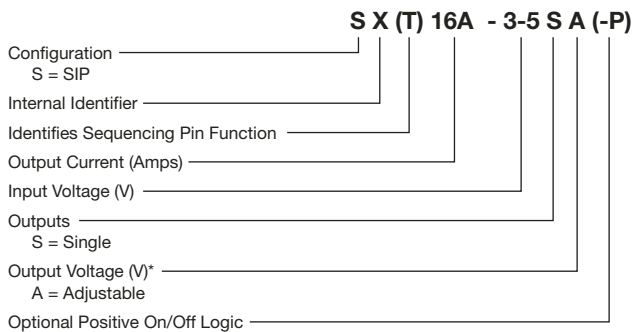 S X (T) 16A - 3-5 S A (-P)
Configuration
S = SIP
Internal Identifier
Identifies Sequencing Pin Function
Output Current (Amps)
Input Voltage (V)
Outputs
S = Single
Output Voltage (V)*
A = Adjustable
Optional Positive On/Off Logic